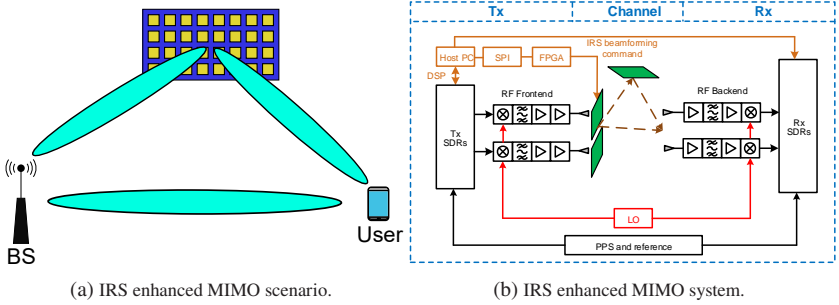 BS
User
(a) IRS enhanced MIMO scenario.
Tx
Channel
Rx
Host PC
SPI
FPGA
IRS beamforming
command
DSP
RF Frontend
RF Backend
Tx
SDRs
Rx
SDRs
LO
PPS and reference
(b) IRS enhanced MIMO system.